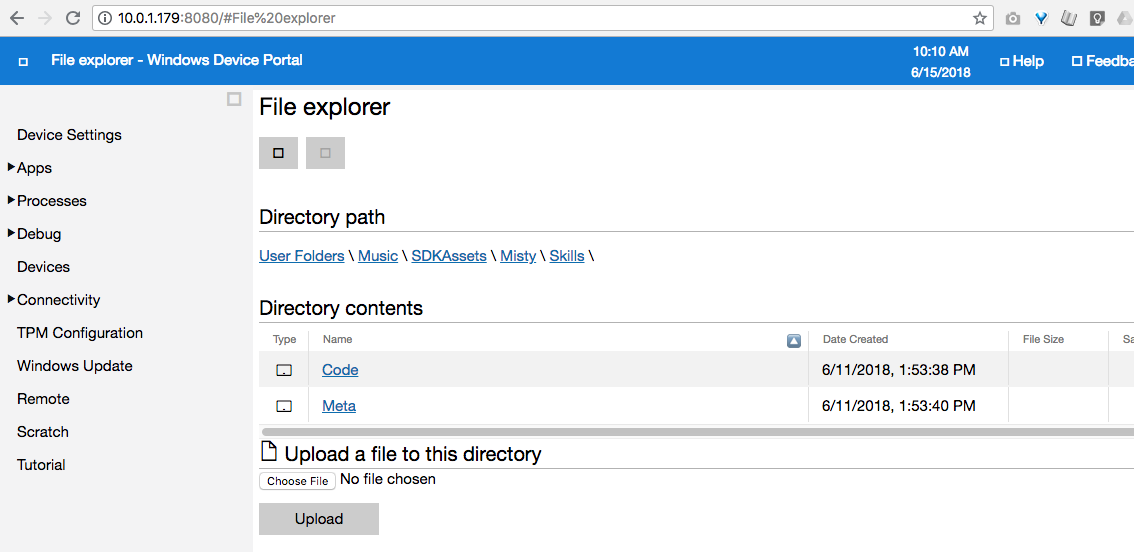 10.0.1.179:8080/#File%20explorer
File explorer - Windows Device Portal
10:10 AM
6/15/2018
Help
Feedba
Device Settings
Apps
Processes
Debug
Devices
Connectivity
TPM Configuration
Windows Update
Remote
Scratch
Tutorial
File explorer
Directory path
User Folders \ Music \ SDKAssets \ Misty \ Skills \
Directory contents
Type Name Date Created File Size Sa
Code 6/11/2018, 1:53:38 PM
Meta 6/11/2018, 1:53:40 PM
Upload a file to this directory
Choose File No file chosen
Upload